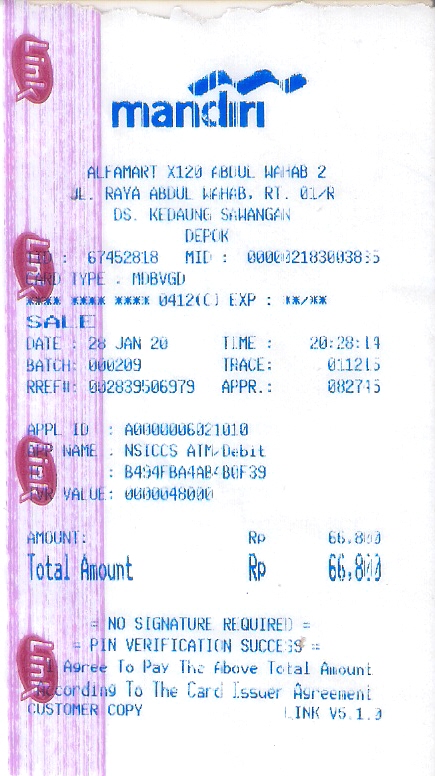 mandiri
ALFAMART X120 ABDUL WAHAB 2
JL. RAYA ABDUL WAHAB, RT. 01/R
DS. KEDAUNG SAWANGAN
DEPOK
TID : 67452818 MID : 000002183003835
CARD TYPE : MDBVGD
**** **** **** 0412(C) EXP : **/**
SALE
DATE : 28 JAN 20 TIME : 20:28:14
BATCH: 000209 TRACE: 011215
RREF#: 002839506979 APPR.: 082745
APPL ID : A0000006021010
APP NAME : NSICCS ATM/Debit
: B494FBA4AB4B0F39
TVR VALUE: 0000048000
AMOUNT: Rp 66,800
Total Amount Rp 66,800
= NO SIGNATURE REQUIRED =
= PIN VERIFICATION SUCCESS =
I Agree To Pay The Above Total Amount
According To The Card Issuer Agreement
CUSTOMER COPY LINK V5.1.0
Link
Link
Link
Link